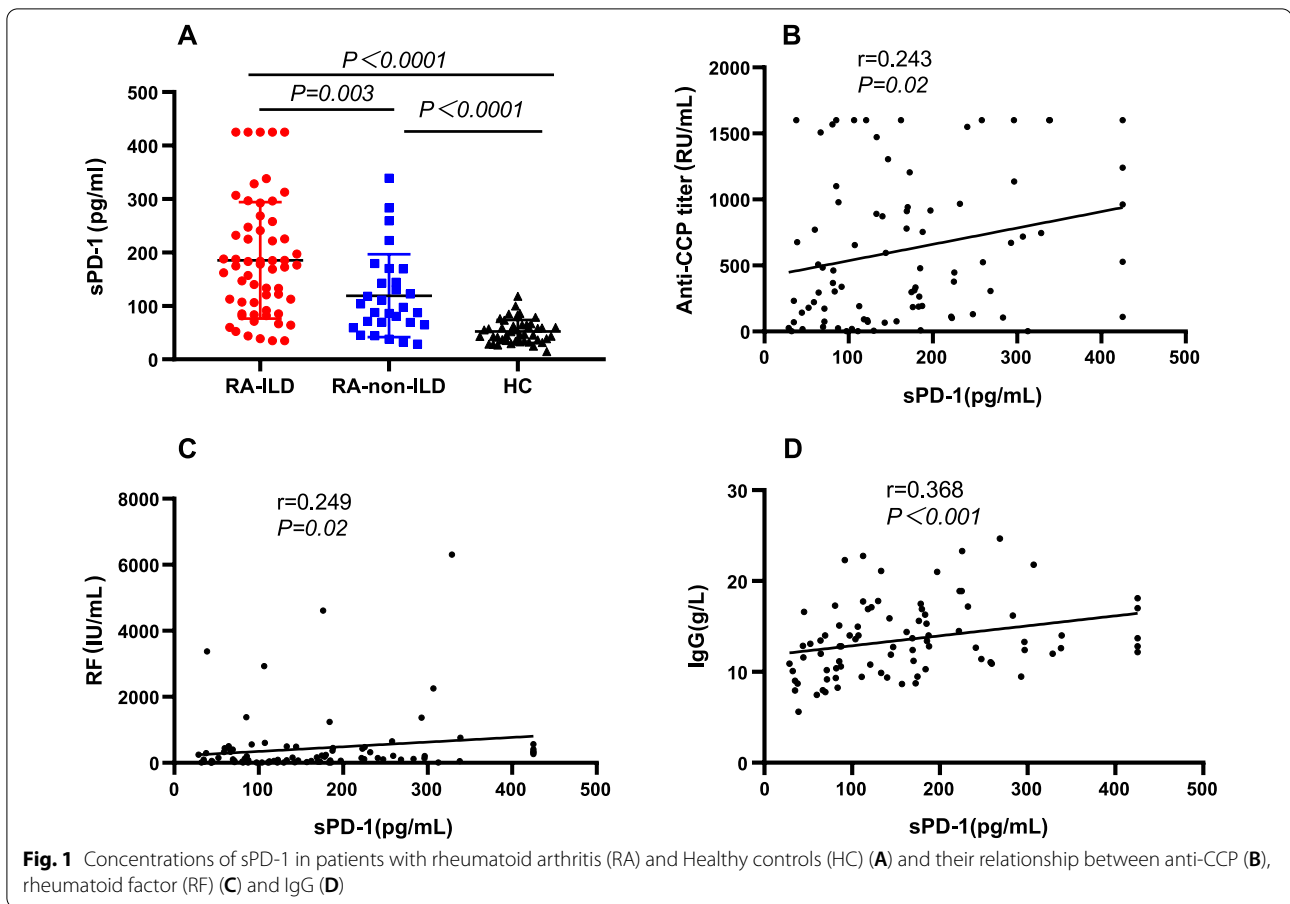 A
P<0.0001
P=0.003
P<0.0001
sPD-1 (pg/ml)
500
400
300
200
100
0
RA-ILD
RA-non-ILD
HC
B
r=0.243
P=0.02
Anti-CCP titer (RU/mL)
2000
1500
1000
500
0
0 100 200 300 400 500
sPD-1(pg/mL)
C
r=0.249
P=0.02
RF (IU/mL)
8000
6000
4000
2000
0
0 100 200 300 400 500
sPD-1(pg/mL)
D
r=0.368
P<0.001
IgG(g/L)
30
20
10
0
0 100 200 300 400 500
sPD-1(pg/mL)
Fig. 1 Concentrations of sPD-1 in patients with rheumatoid arthritis (RA) and Healthy controls (HC) (A) and their relationship between anti-CCP (B),
rheumatoid factor (RF) (C) and IgG (D)